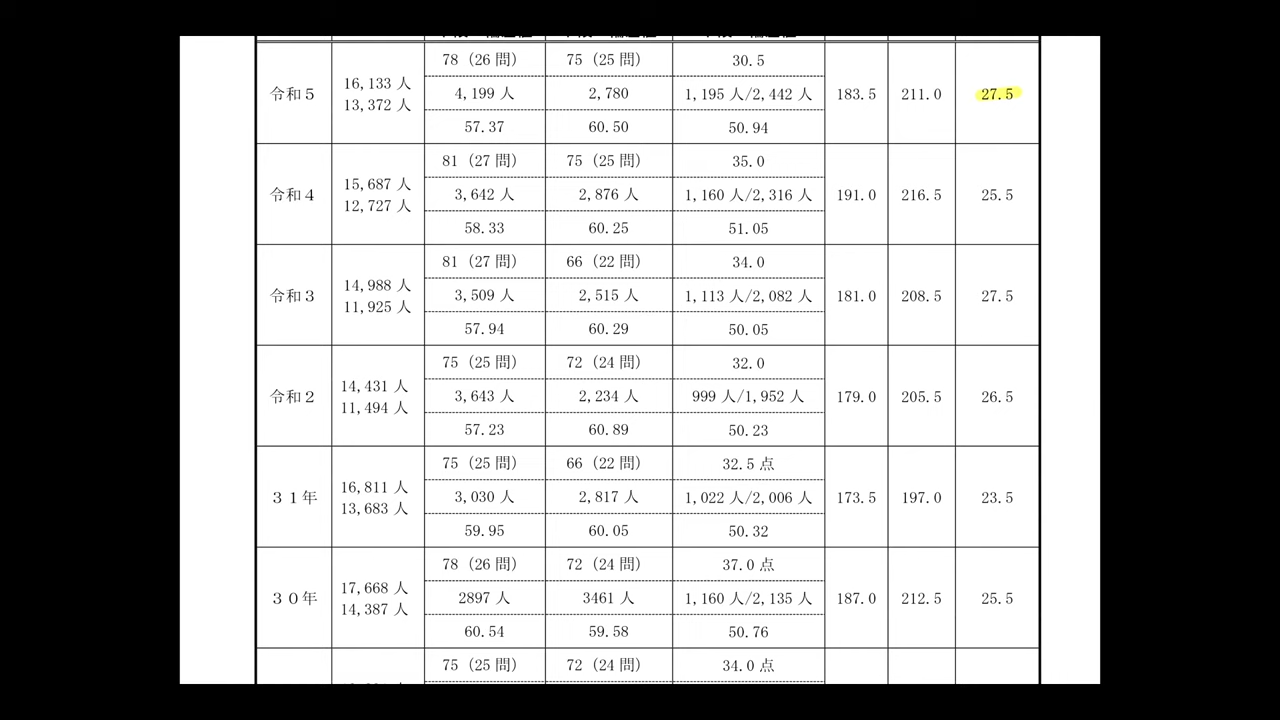 78（26 問） 75（25 問） 30.5
令和５ 16,133 人 13,372 人 4,199 人 2,780 1,195 人/2,442 人 183.5 211.0 27.5
57.37 60.50 50.94
81（27 問） 75（25 問） 35.0
令和４ 15,687 人 12,727 人 3,642 人 2,876 人 1,160 人/2,316 人 191.0 216.5 25.5
58.33 60.25 51.05
81（27 問） 66（22 問） 34.0
令和３ 14,988 人 11,925 人 3,509 人 2,515 人 1,113 人/2,082 人 181.0 208.5 27.5
57.94 60.29 50.05
75（25 問） 72（24 問） 32.0
令和２ 14,431 人 11,494 人 3,643 人 2,234 人 999 人/1,952 人 179.0 205.5 26.5
57.23 60.89 50.23
75（25 問） 66（22 問） 32.5 点
３１年 16,811 人 13,683 人 3,030 人 2,817 人 1,022 人/2,006 人 173.5 197.0 23.5
59.95 60.05 50.32
78（26 問） 72（24 問） 37.0 点
３０年 17,668 人 14,387 人 2897 人 3461 人 1,160 人/2,135 人 187.0 212.5 25.5
60.54 59.58 50.76
75（25 問） 72（24 問） 34.0 点